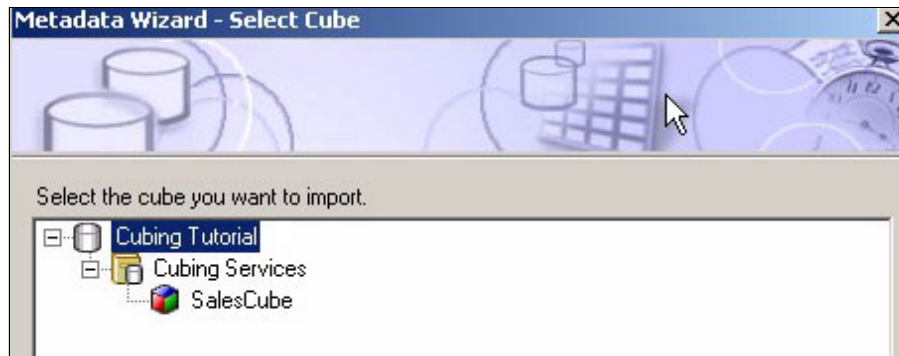 Metadata Wizard - Select Cube
Select the cube you want to import.
Cubing Tutorial
Cubing Services
SalesCube